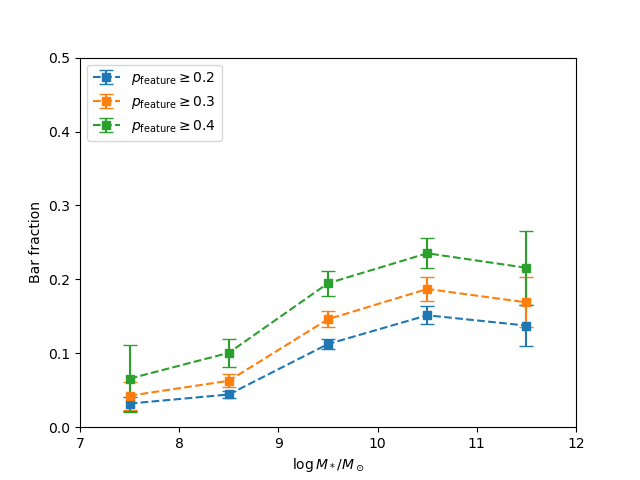 0.5
0.4
0.3
0.2
0.1
0.0
Bar fraction
p_feature ≥ 0.2
p_feature ≥ 0.3
p_feature ≥ 0.4
7 8 9 10 11 12
log M_*/M_⊙